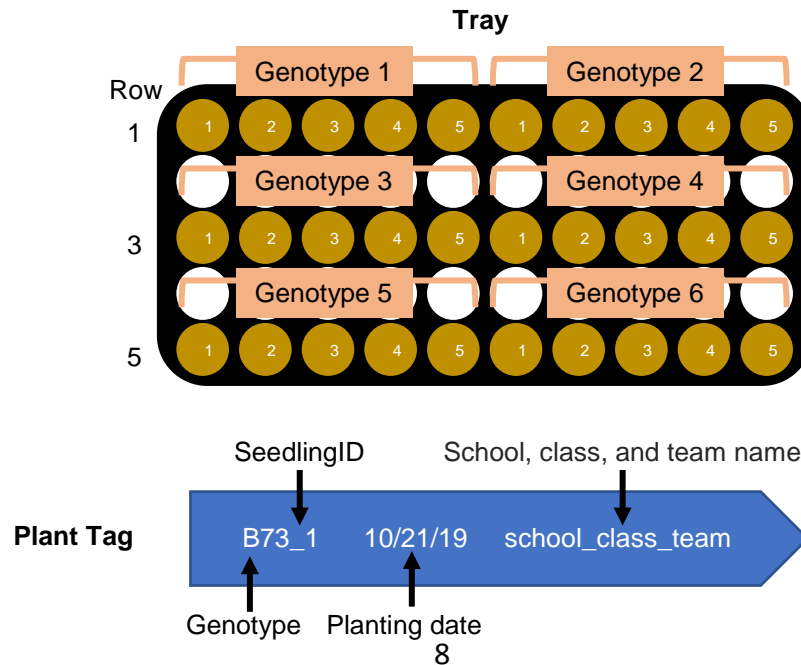 Tray
Genotype 1 Genotype 2
Row
1 1 2 3 4 5 1 2 3 4 5
Genotype 3 Genotype 4
3 1 2 3 4 5 1 2 3 4 5
Genotype 5 Genotype 6
5 1 2 3 4 5 1 2 3 4 5
SeedlingID School, class, and team name
Plant Tag B73_1 10/21/19 school_class_team
Genotype Planting date
8